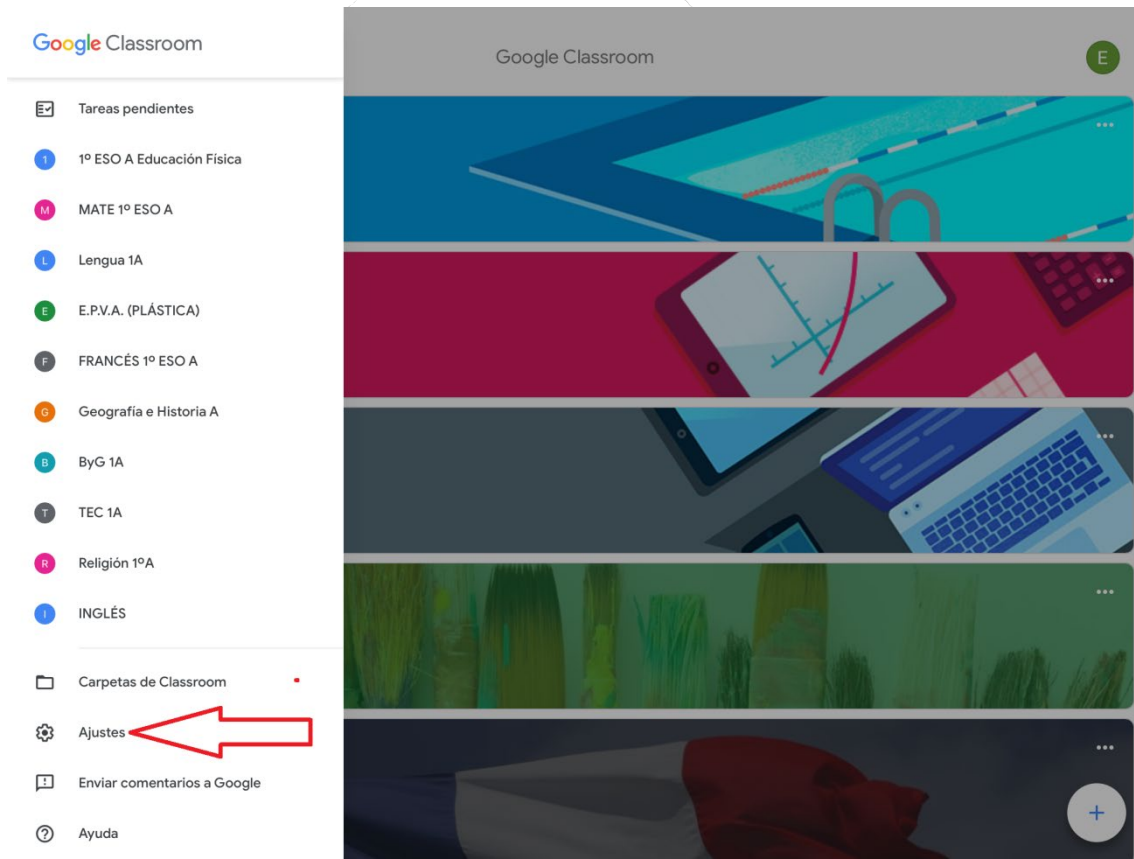 Google Classroom
Google Classroom
E
Tareas pendientes
1 1º ESO A Educación Física
M MATE 1º ESO A
L Lengua 1A
E E.P.V.A. (PLÁSTICA)
F FRANCÉS 1º ESO A
G Geografía e Historia A
B ByG 1A
T TEC 1A
R Religión 1ºA
I INGLÉS
Carpetas de Classroom
Ajustes
Enviar comentarios a Google
Ayuda